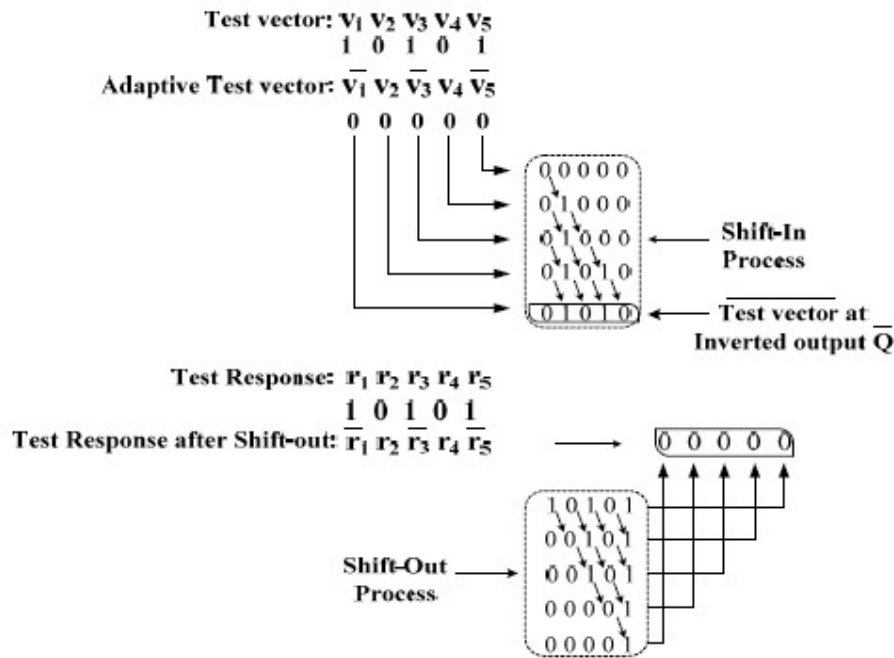 Test vector: v1 v2 v3 v4 v5
1 0 1 0 1
Adaptive Test vector: v̅1 v2 v̅3 v4 v̅5
0 0 0 0 0
0 0 0 0 0
0 1 0 0 0
0 1 0 0 0
0 1 0 1 0
0 1 0 1 0
Shift-In
Process
Test vector at
Inverted output Q̅
Test Response: r1 r2 r3 r4 r5
1 0 1 0 1
Test Response after Shift-out: r̅1 r2 r̅3 r4 r̅5
0 0 0 0 0
1 0 1 0 1
0 0 1 0 1
0 0 1 0 1
0 0 0 0 1
0 0 0 0 1
Shift-Out
Process